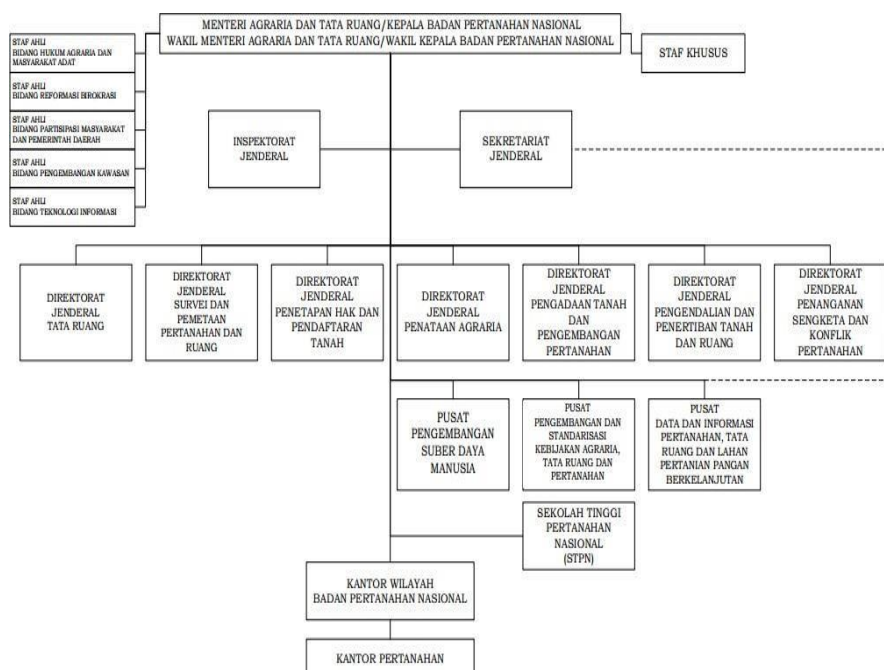 MENTERI AGRARIA DAN TATA RUANG/KEPALA BADAN PERTANAHAN NASIONAL
WAKIL MENTERI AGRARIA DAN TATA RUANG/WAKIL KEPALA BADAN PERTANAHAN NASIONAL
STAF AHLI
BIDANG HUKUM AGRARIA DAN
MASYARAKAT ADAT
STAF AHLI
BIDANG REFORMASI BIROKRASI
STAF AHLI
BIDANG PARTISIPASI MASYARAKAT
DAN PEMERINTAH DAERAH
STAF AHLI
BIDANG PENGEMBANGAN KAWASAN
STAF AHLI
BIDANG TEKNOLOGI INFORMASI
STAF KHUSUS
INSPEKTORAT
JENDERAL
SEKRETARIAT
JENDERAL
DIREKTORAT
JENDERAL
TATA RUANG
DIREKTORAT
JENDERAL
SURVEI DAN
PEMETAAN
PERTANAHAN DAN
RUANG
DIREKTORAT
JENDERAL
PENETAPAN HAK DAN
PENDAFTARAN
TANAH
DIREKTORAT
JENDERAL
PENATAAN AGRARIA
DIREKTORAT
JENDERAL
PENGADAAN TANAH
DAN
PENGEMBANGAN
PERTANAHAN
DIREKTORAT
JENDERAL
PENGENDALIAN DAN
PENERTIBAN TANAH
DAN RUANG
DIREKTORAT
JENDERAL
PENANGANAN
SENGKETA DAN
KONFLIK
PERTANAHAN
PUSAT
PENGEMBANGAN
SUBER DAYA
MANUSIA
PUSAT
PENGEMBANGAN DAN
STANDARISASI
KEBIJAKAN AGRARIA,
TATA RUANG DAN
PERTANAHAN
PUSAT
DATA DAN INFORMASI
PERTANAHAN, TATA
RUANG DAN LAHAN
PERTANIAN PANGAN
BERKELANJUTAN
SEKOLAH TINGGI
PERTANAHAN
NASIONAL
(STPN)
KANTOR WILAYAH
BADAN PERTANAHAN NASIONAL
KANTOR PERTANAHAN